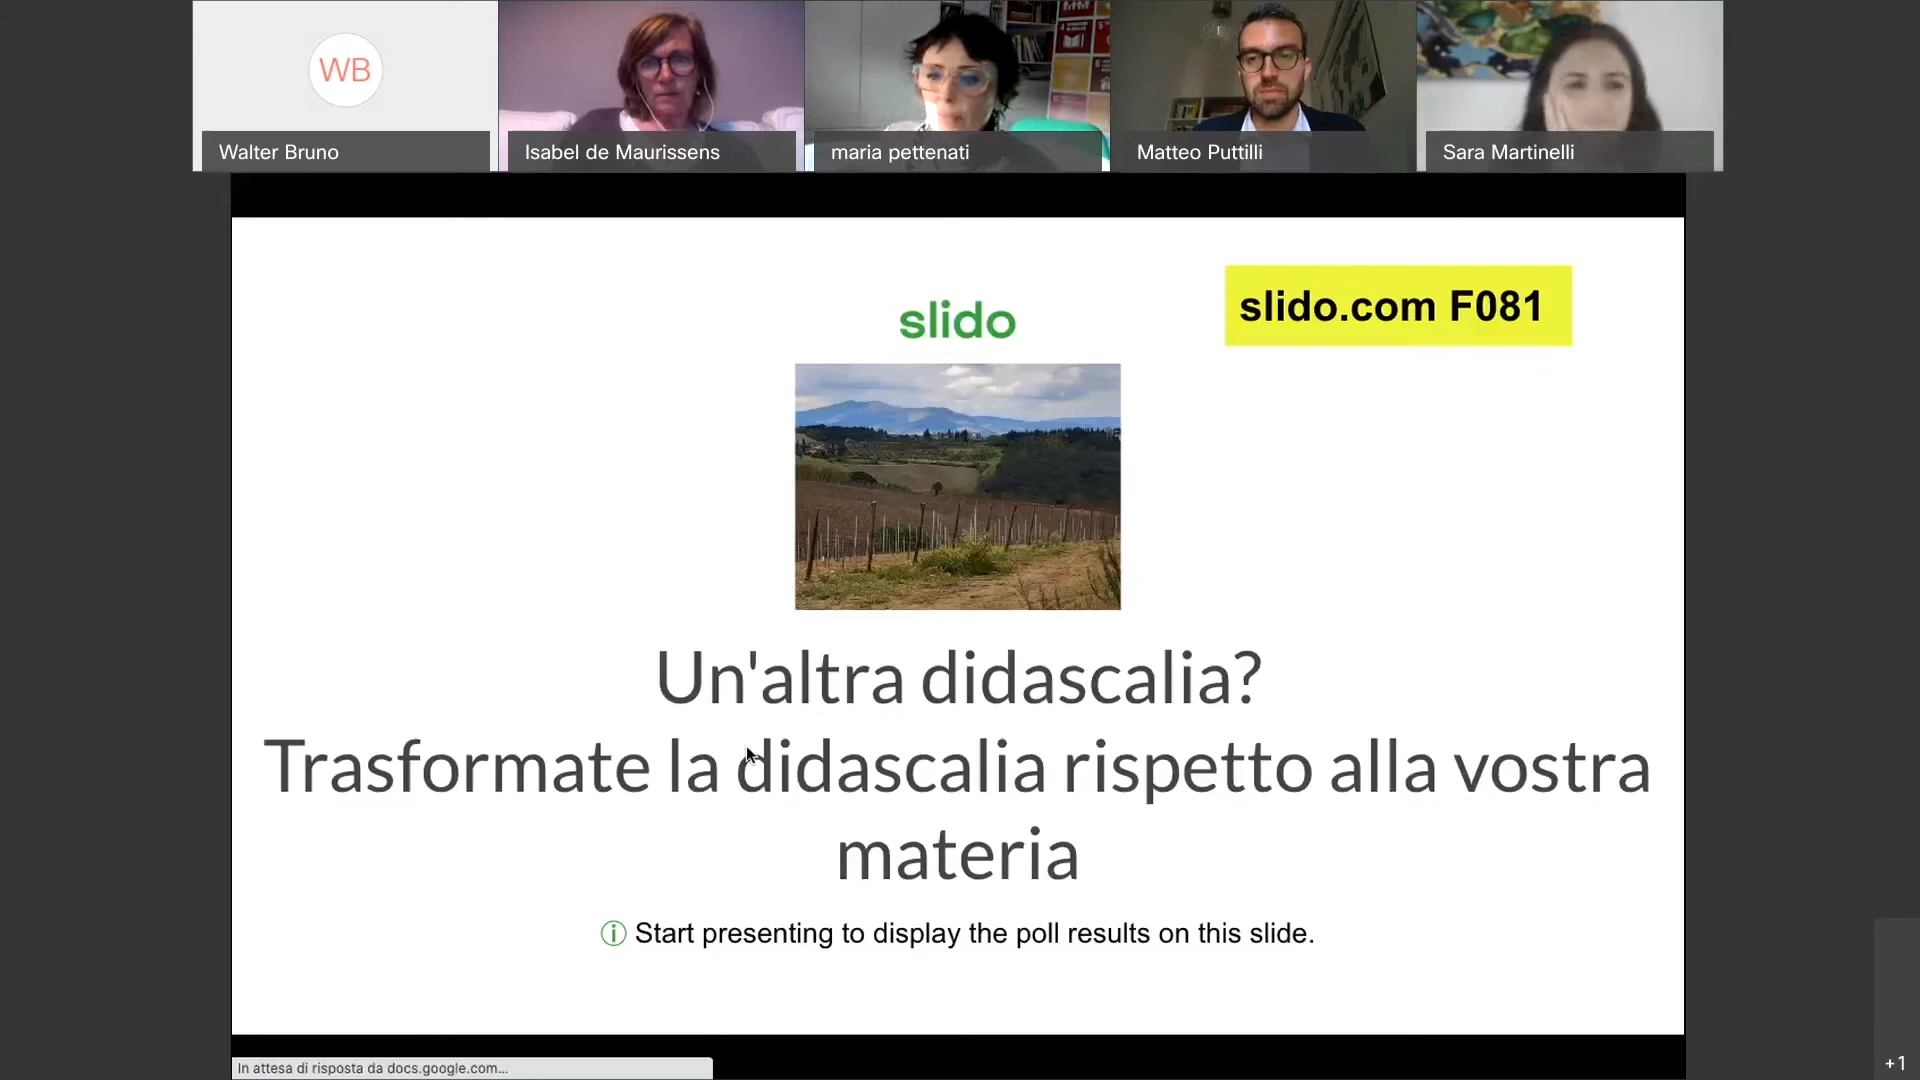 WB
Walter Bruno
Isabel de Maurissens
maria pettenati
Matteo Puttilli
Sara Martinelli
slido
slido.com F081
Un'altra didascalia?
Trasformate la didascalia rispetto alla vostra
materia
Start presenting to display the poll results on this slide.
In attesa di risposta da docs.google.com...
+1